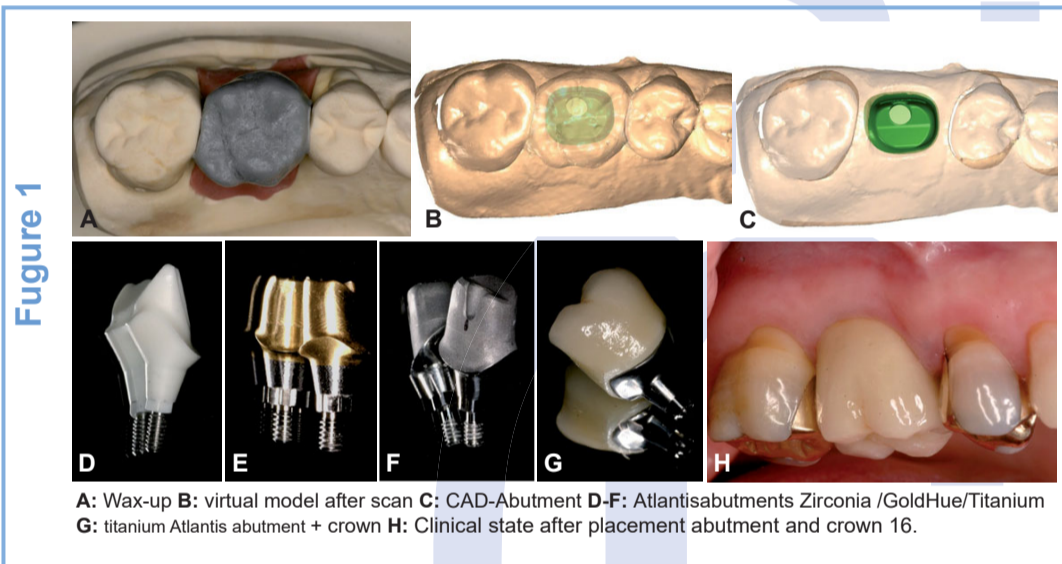 Fugure 1
A
B
C
D
E
F
G
H
A: Wax-up B: virtual model after scan C: CAD-Abutment D-F: Atlantisabutments Zirconia /GoldHue/Titanium
G: titanium Atlantis abutment + crown H: Clinical state after placement abutment and crown 16.